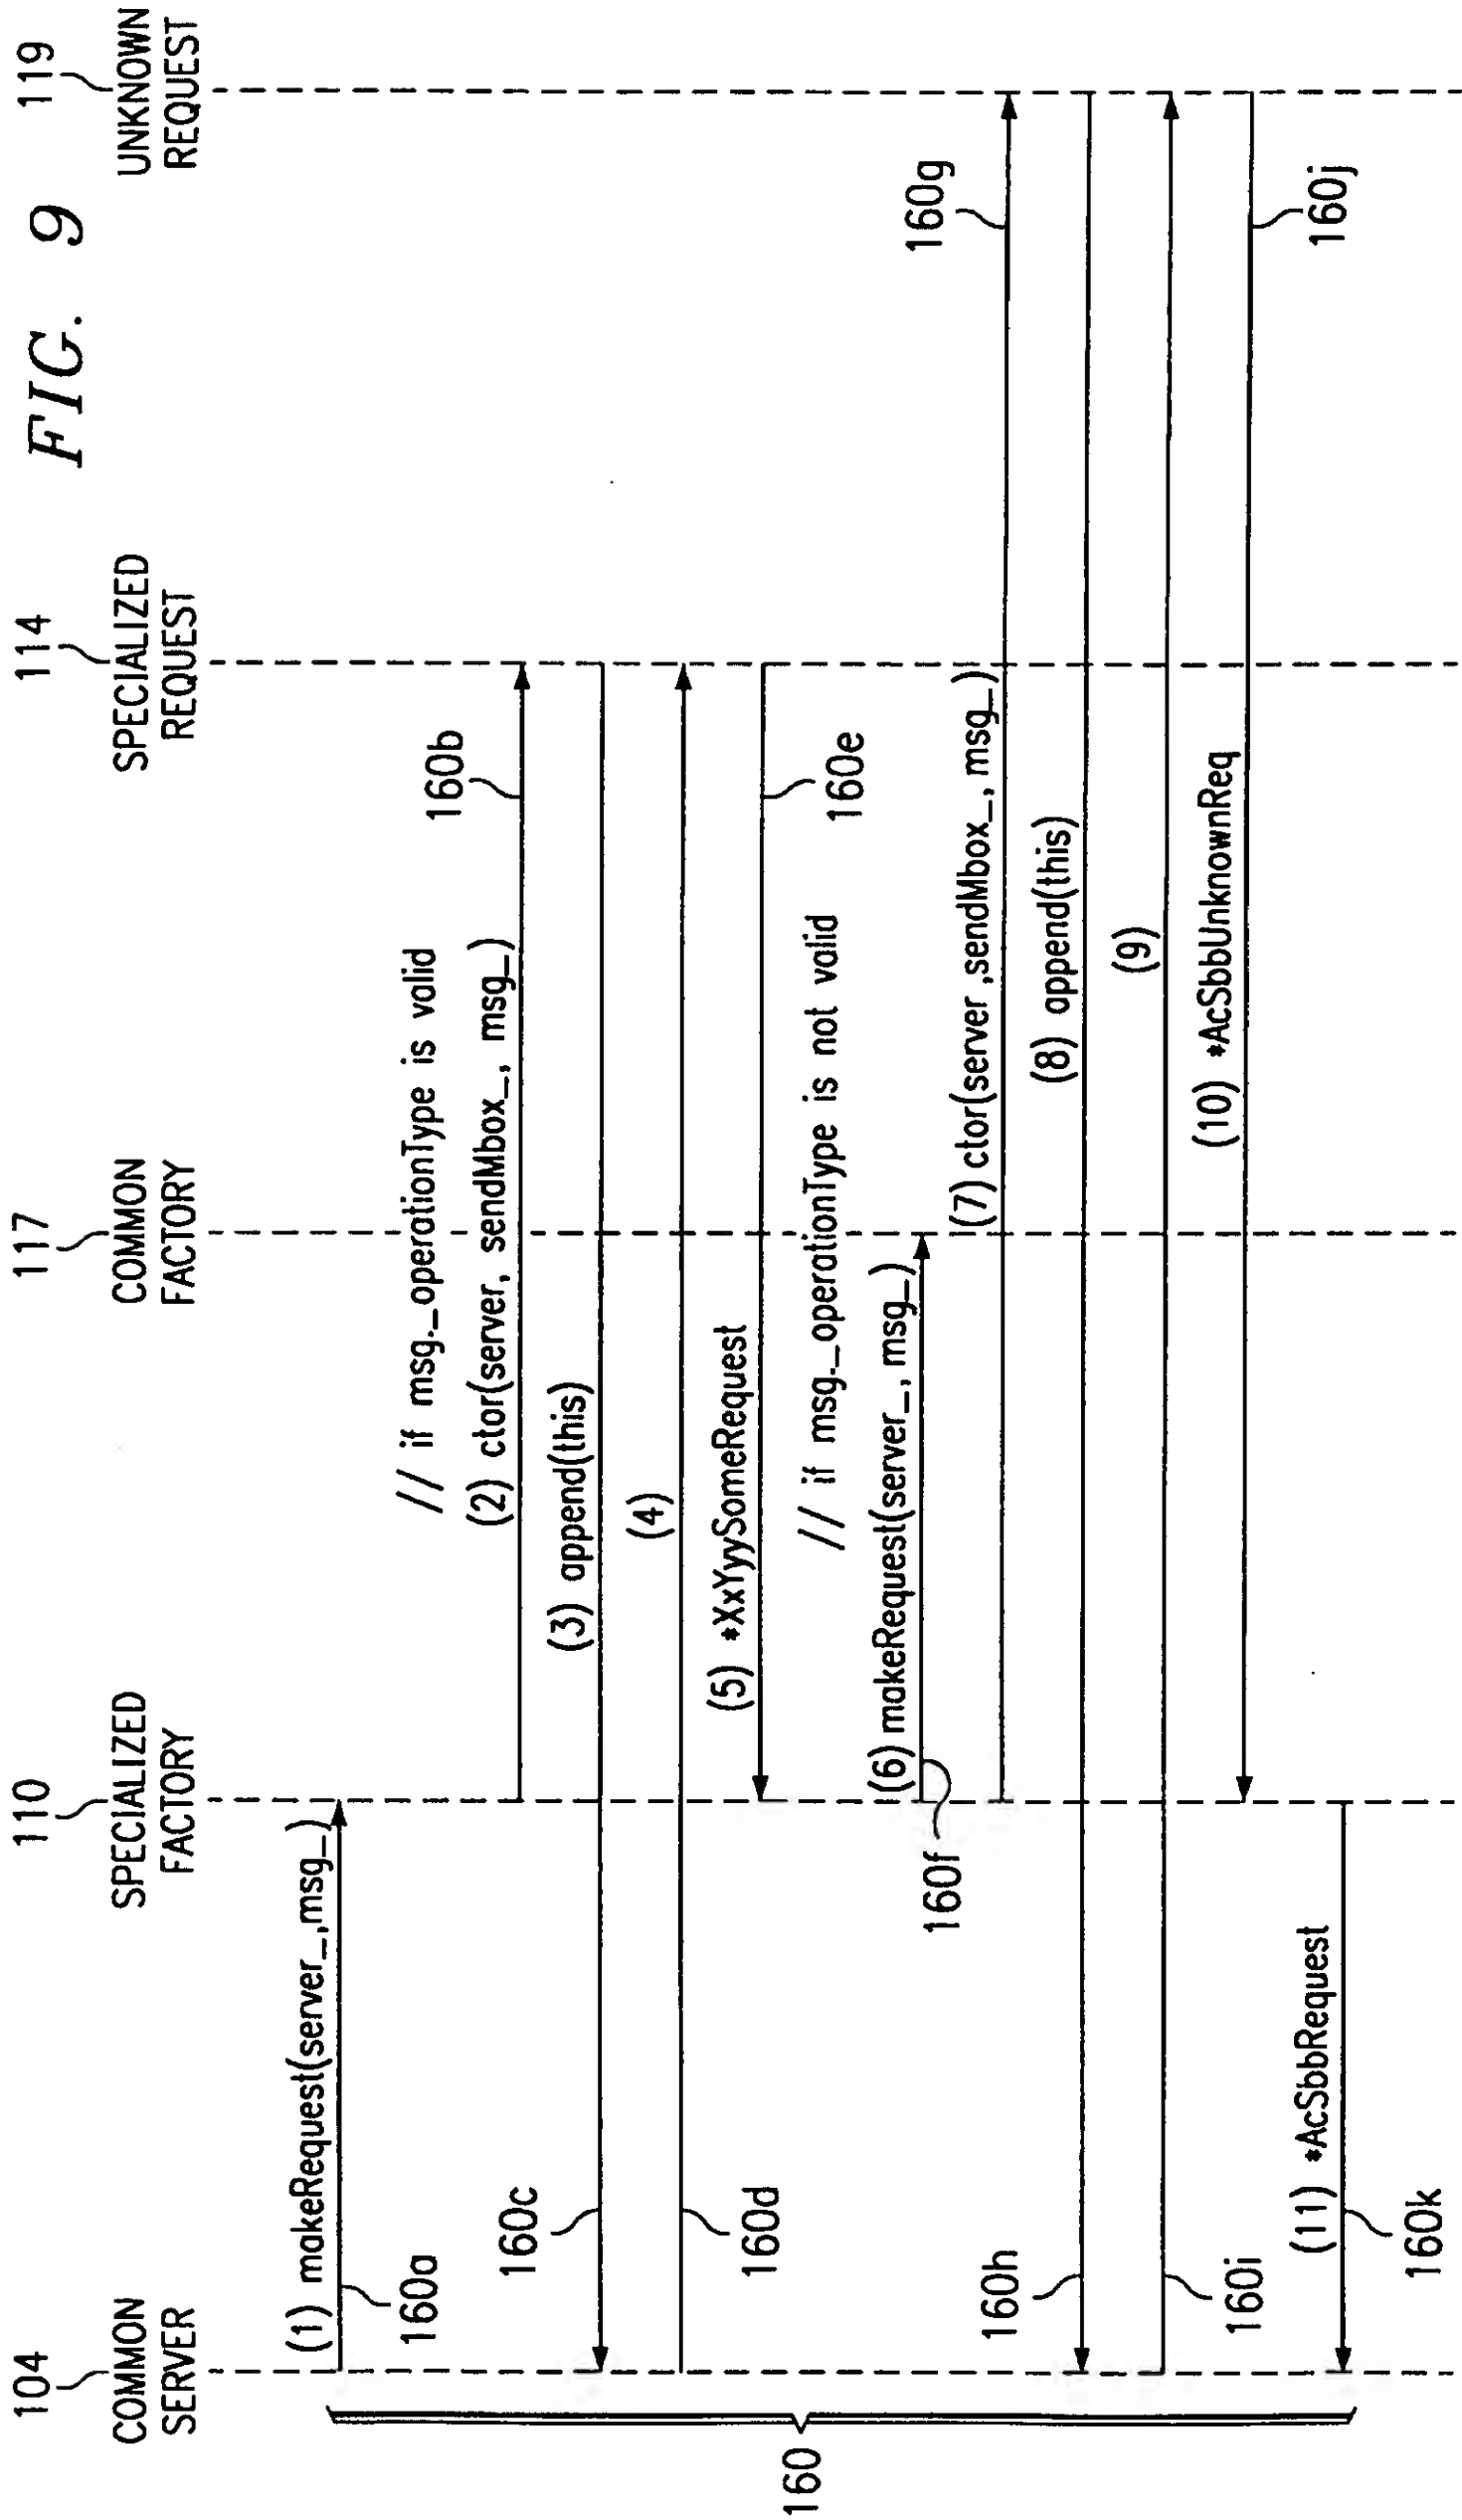 FIG. 9
104
COMMON
SERVER
110
SPECIALIZED
FACTORY
117
COMMON
FACTORY
114
SPECIALIZED
REQUEST
119
UNKNOWN
REQUEST
(1) makeRequest(server_,msg_)
160a
// if msg._operationType is valid
(2) ctor(server, sendMbox_, msg_)
160b
(3) append(this)
160c
(4)
160d
(5) *XxYyySomeRequest
160e
// if msg._operationType is not valid
(6) makeRequest(server_, msg_)
160f
(7) ctor(server ,sendMbox_, msg_)
160g
(8) append(this)
160h
(9)
160i
(10) *AcSbbUnknownReq
160j
(11) *AcSbbRequest
160k
160